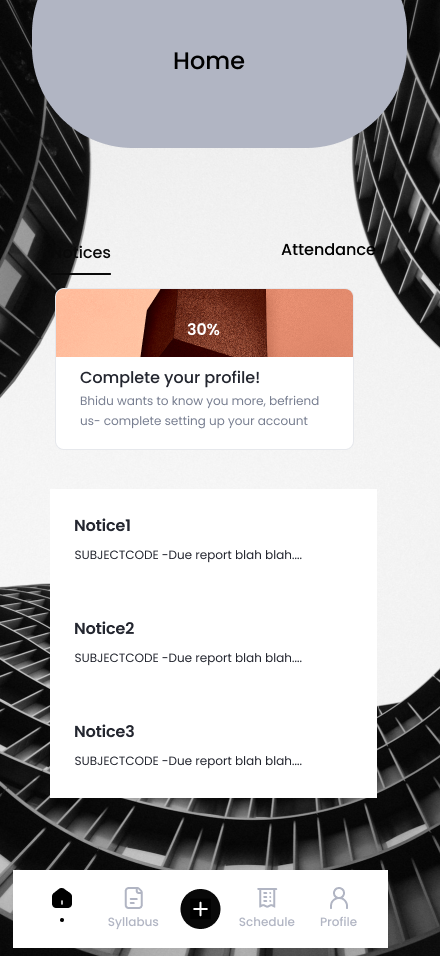 Home
Notices
Attendance
30%
Complete your profile!
Bhidu wants to know you more, befriend
us- complete setting up your account
Notice1
SUBJECTCODE -Due report blah blah....
Notice2
SUBJECTCODE -Due report blah blah....
Notice3
SUBJECTCODE -Due report blah blah....
Syllabus
Schedule
Profile